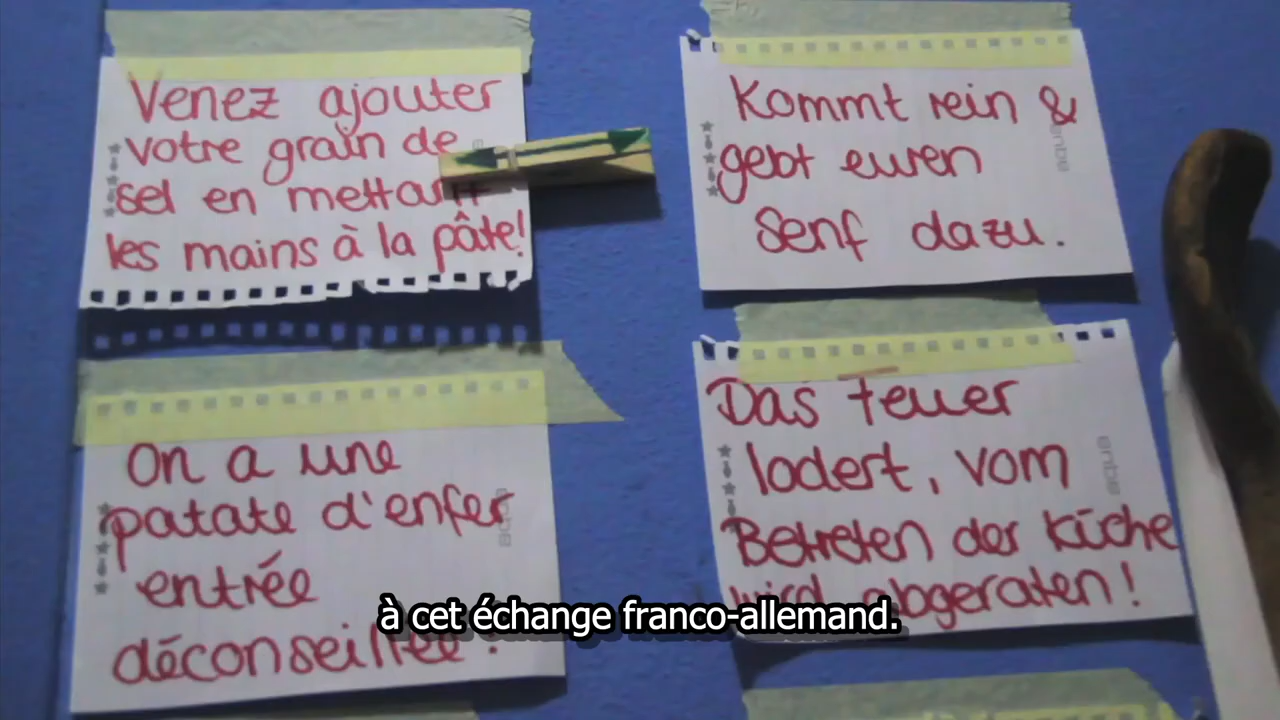 Venez ajouter
votre grain de
sel en mettant
les mains à la pâte!
Kommt rein &
gebt euren
Senf dazu.
On a une
patate d'enfer
entrée
déconseillée !
Das Feuer
lodert, vom
Betreten der Küche
wird abgeraten!
à cet échange franco-allemand.